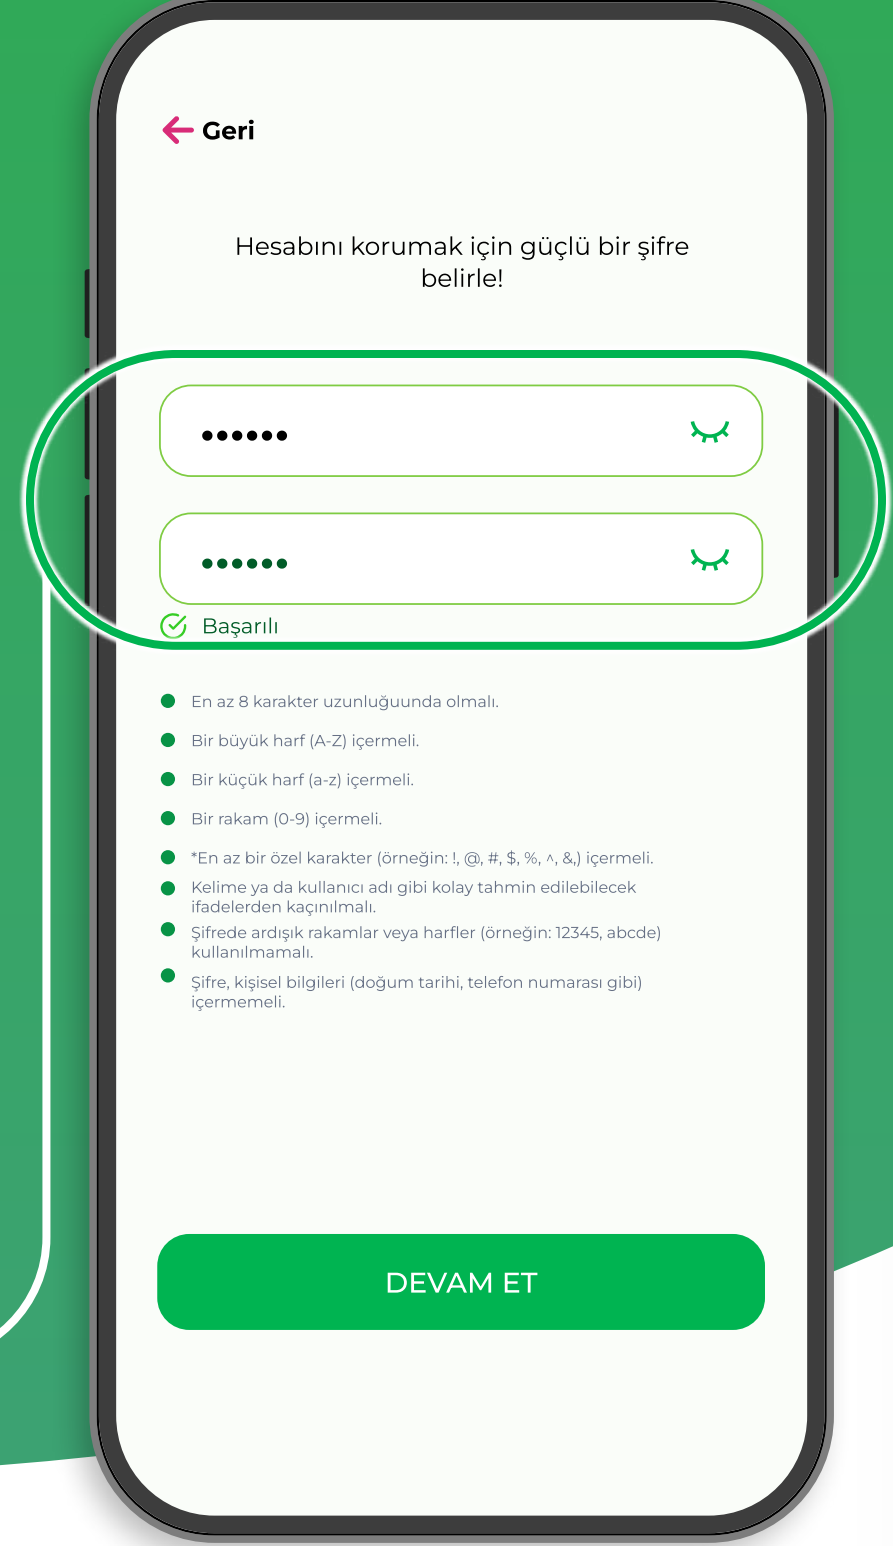 Geri
Hesabını korumak için güçlü bir şifre
belirle!
••••••
••••••
Başarılı
En az 8 karakter uzunluğuunda olmalı.
Bir büyük harf (A-Z) içermeli.
Bir küçük harf (a-z) içermeli.
Bir rakam (0-9) içermeli.
*En az bir özel karakter (örneğin: !, @, #, $, %, ^, &,) içermeli.
Kelime ya da kullanıcı adı gibi kolay tahmin edilebilecek
ifadelerden kaçınılmalı.
Şifrede ardışık rakamlar veya harfler (örneğin: 12345, abcde)
kullanılmamalı.
Şifre, kişisel bilgileri (doğum tarihi, telefon numarası gibi)
içermemeli.
DEVAM ET